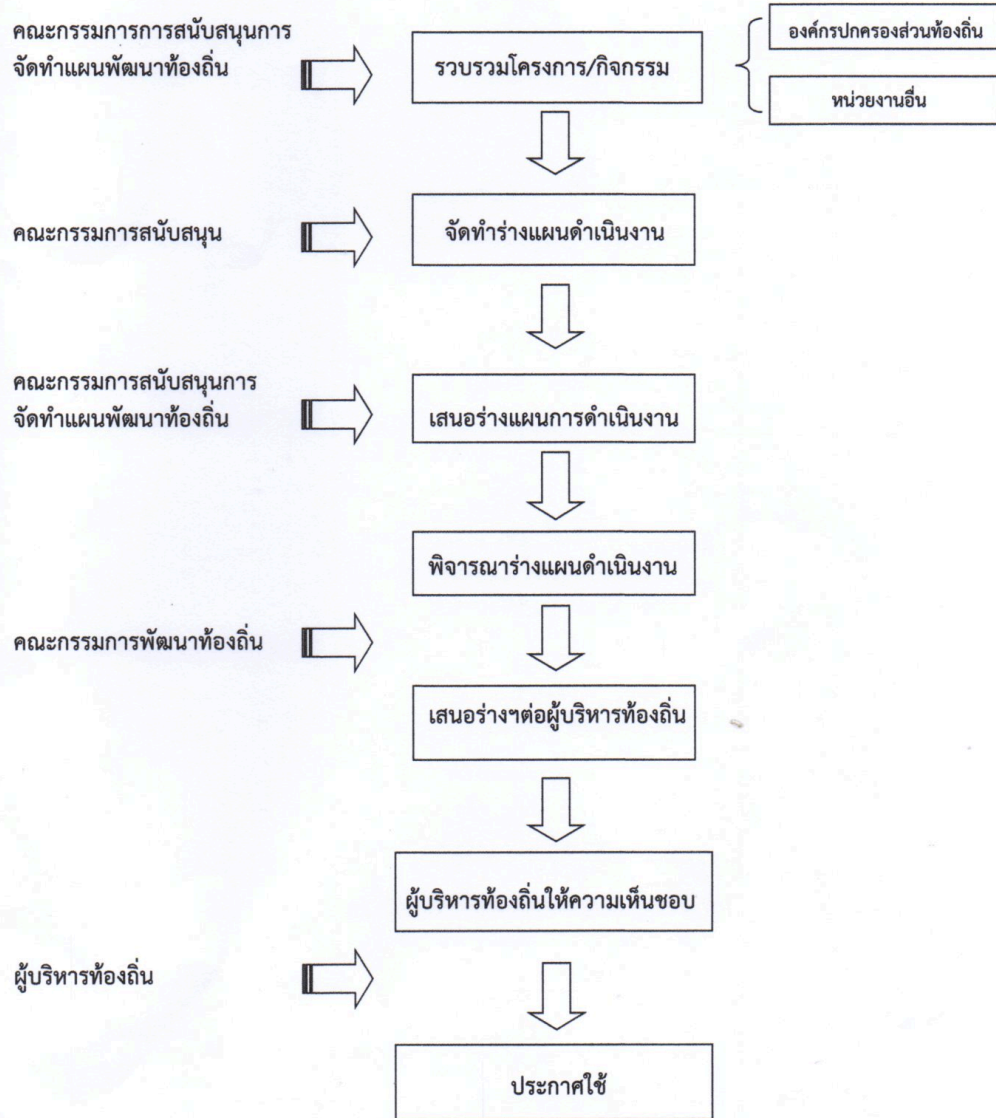 คณะกรรมการการสนับสนุนการ
จัดทำแผนพัฒนาท้องถิ่น
รวบรวมโครงการ/กิจกรรม
องค์กรปกครองส่วนท้องถิ่น
หน่วยงานอื่น
คณะกรรมการสนับสนุน
จัดทำร่างแผนดำเนินงาน
คณะกรรมการสนับสนุนการ
จัดทำแผนพัฒนาท้องถิ่น
เสนอร่างแผนการดำเนินงาน
พิจารณาร่างแผนดำเนินงาน
คณะกรรมการพัฒนาท้องถิ่น
เสนอร่างฯต่อผู้บริหารท้องถิ่น
ผู้บริหารท้องถิ่นให้ความเห็นชอบ
ผู้บริหารท้องถิ่น
ประกาศใช้